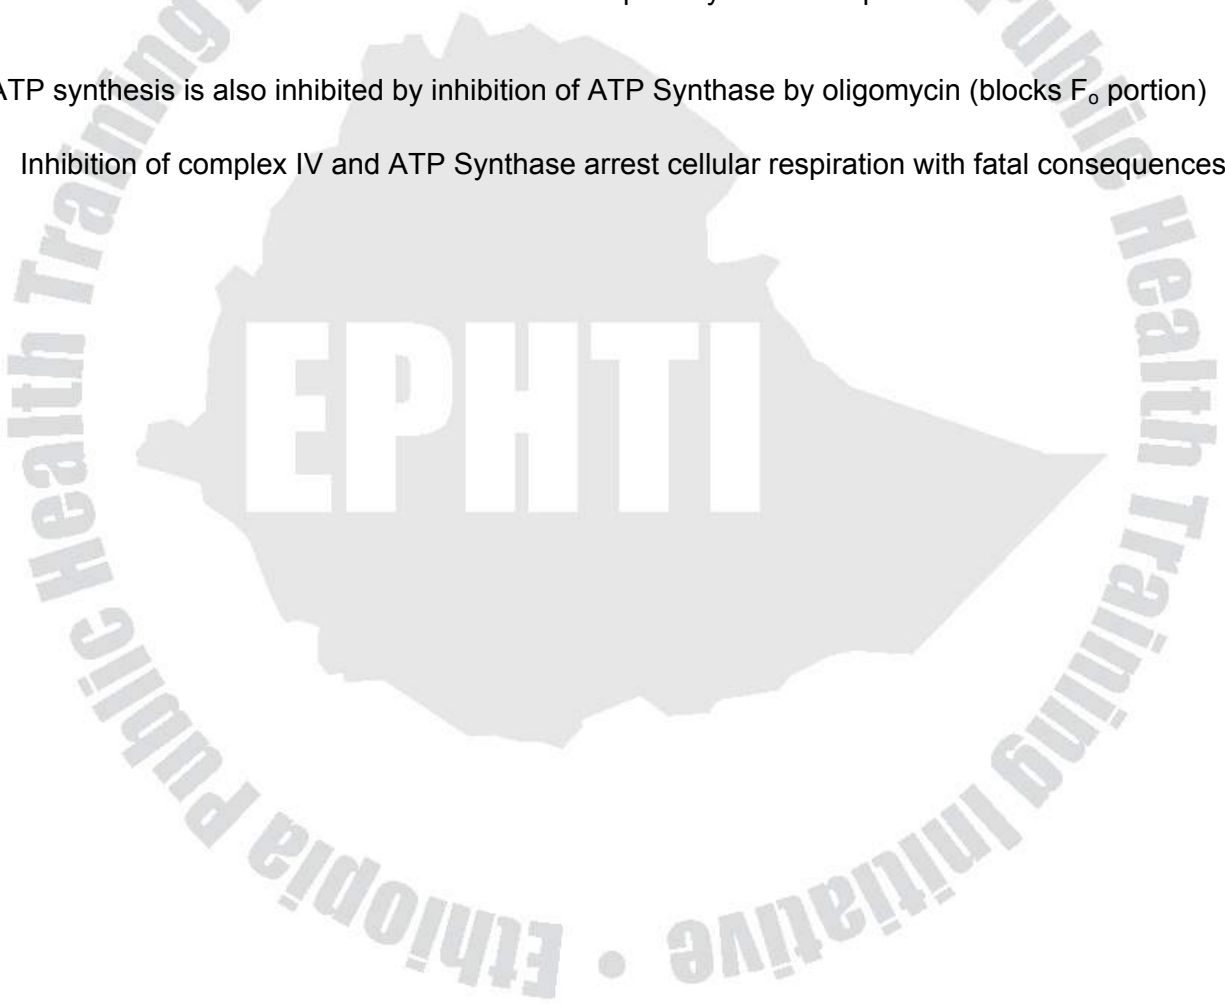 ATP synthesis is also inhibited by inhibition of ATP Synthase by oligomycin (blocks Fo portion)
Inhibition of complex IV and ATP Synthase arrest cellular respiration with fatal consequences
EPHTI
Ethiopia Public Health Training Initiative •